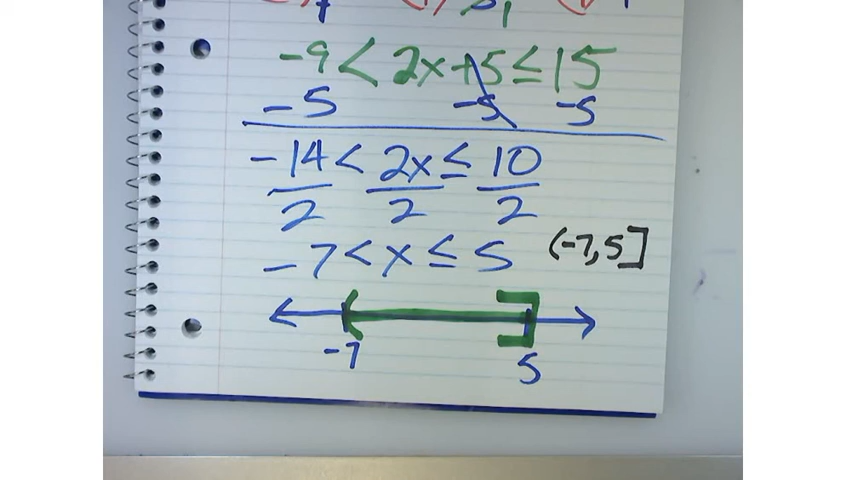 -9 < 2x + 5 ≤ 15
-5 -5 -5
-14 < 2x ≤ 10
2 2 2
-7 < x ≤ 5 (-7, 5]
-7 5